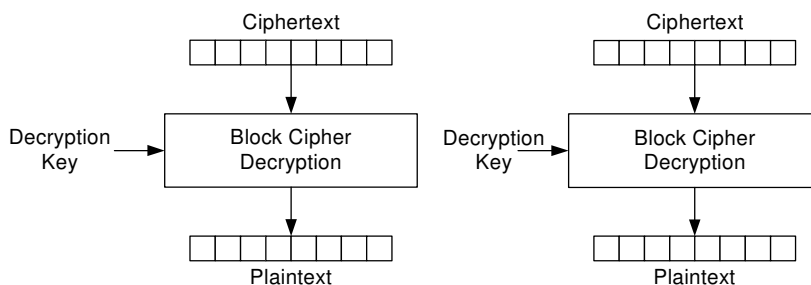 Ciphertext
Ciphertext
Decryption
Key
Block Cipher
Decryption
Decryption
Key
Block Cipher
Decryption
Plaintext
Plaintext